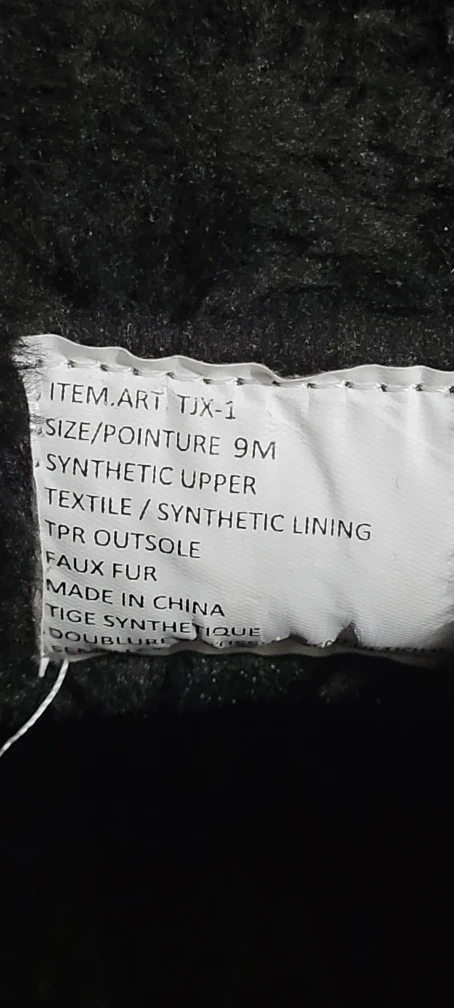 ITEM.ART. TJX-1
SIZE/POINTURE 9M
SYNTHETIC UPPER
TEXTILE / SYNTHETIC LINING
TPR OUTSOLE
FAUX FUR
MADE IN CHINA
TIGE SYNTHETIQUE
DOUBLURE